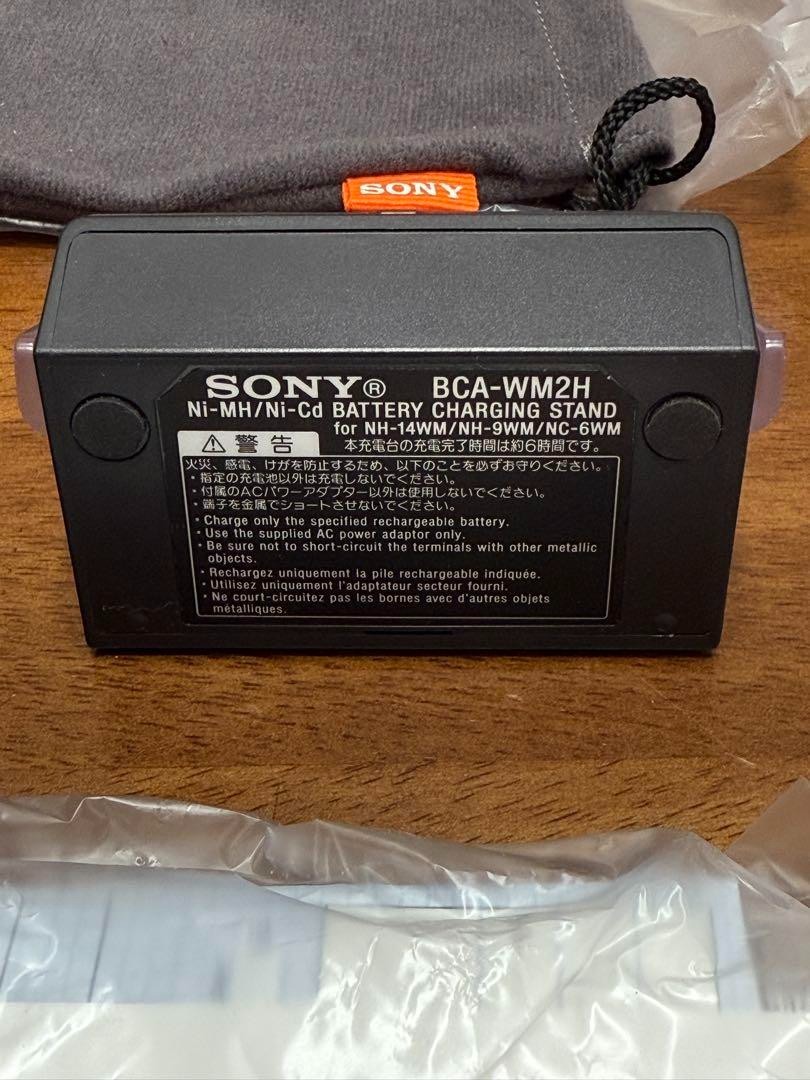 SONY
SONY® BCA-WM2H
Ni-MH/Ni-Cd BATTERY CHARGING STAND
for NH-14WM/NH-9WM/NC-6WM
⚠ 警告 本充電台の充電完了時間は約6時間です。
火災、感電、けがを防止するため、以下のことを必ずお守りください。
・指定の充電池以外は充電しないでください。
・付属のACパワーアダプター以外は使用しないでください。
・端子を金属でショートさせないでください。
・Charge only the specified rechargeable battery.
・Use the supplied AC power adaptor only.
・Be sure not to short-circuit the terminals with other metallic
objects.
・Rechargez uniquement la pile rechargeable indiquée.
・Utilisez uniquement l'adaptateur secteur fourni.
・Ne court-circuitez pas les bornes avec d'autres objets
métalliques.